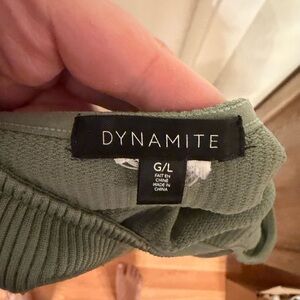 DYNAMITE
G/L
FAIT EN
CHINE
MADE IN
CHINA